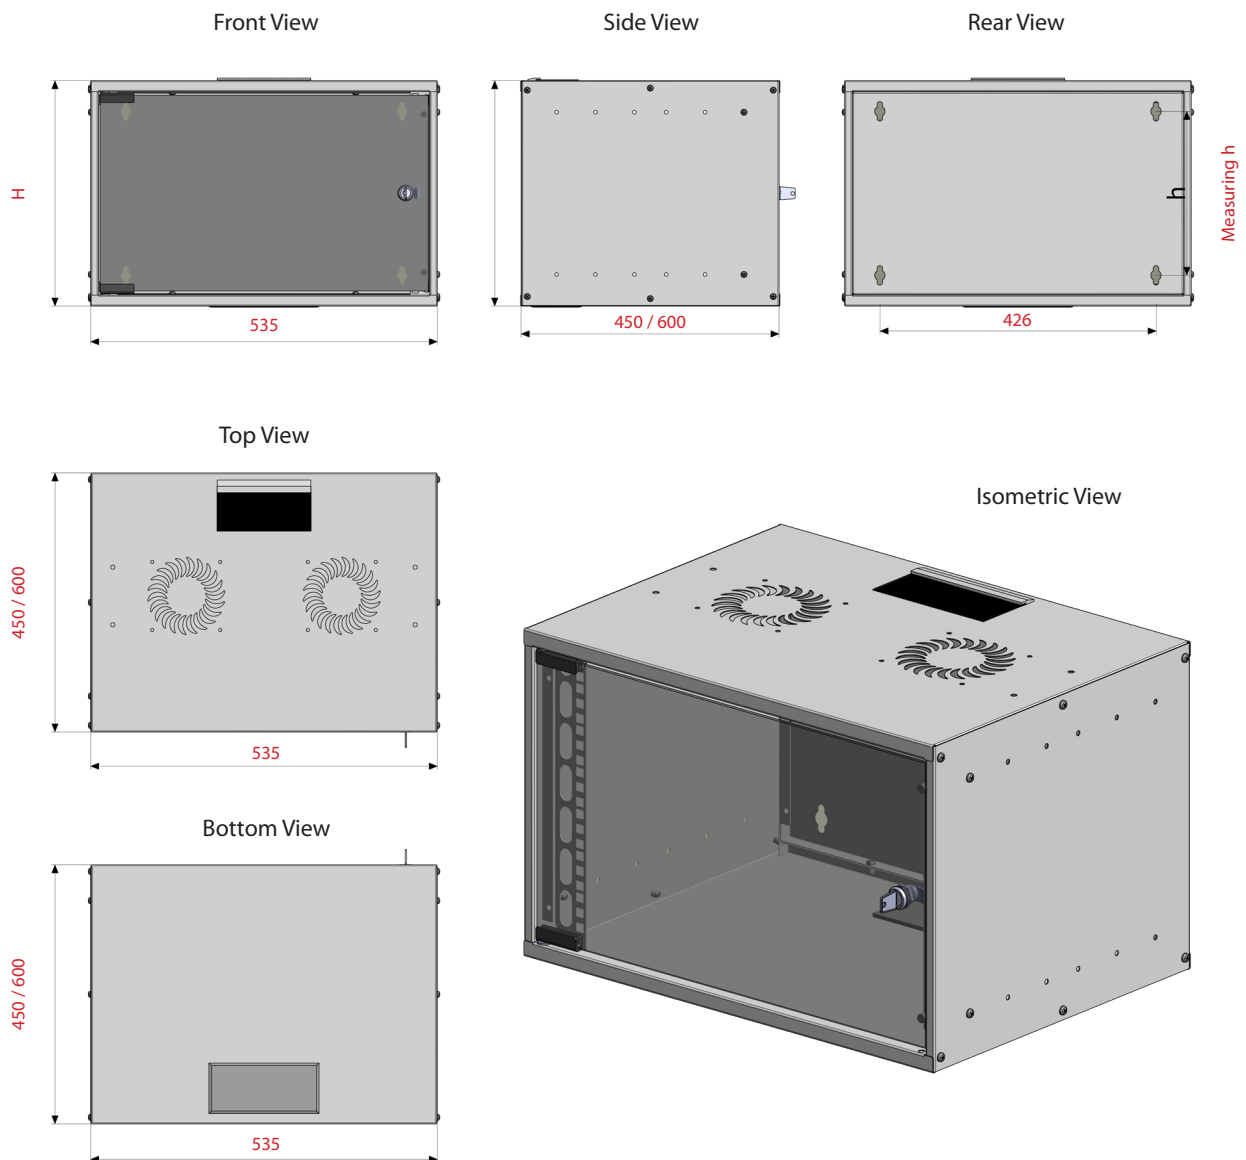 Front View
Side View
Rear View
H
h
Measuring h
535
450 / 600
426
Top View
Isometric View
450 / 600
535
Bottom View
450 / 600
535